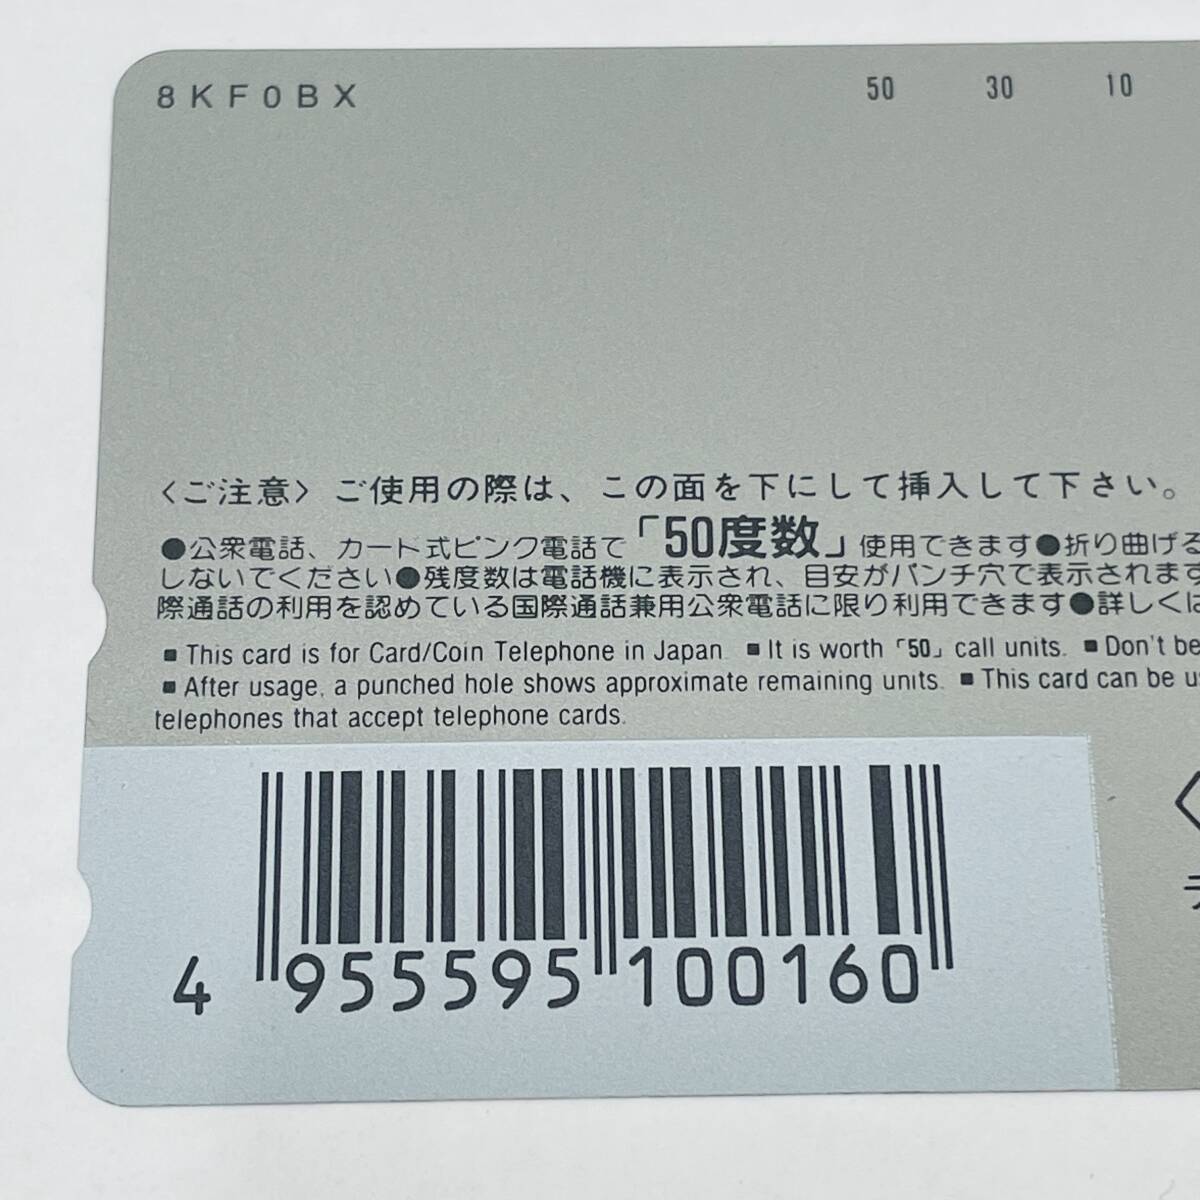 8KF0BX 50 30 10
〈ご注意〉ご使用の際は、この面を下にして挿入して下さい。
●公衆電話、カード式ピンク電話で「50度数」使用できます●折り曲げる
しないでください●残度数は電話機に表示され、目安がパンチ穴で表示されます
際通話の利用を認めている国際通話兼用公衆電話に限り利用できます●詳しくは
■ This card is for Card/Coin Telephone in Japan. ■ It is worth「50」call units. ■ Don't be
■ After usage, a punched hole shows approximate remaining units. ■ This card can be
telephones that accept telephone cards.
4 955595 100160